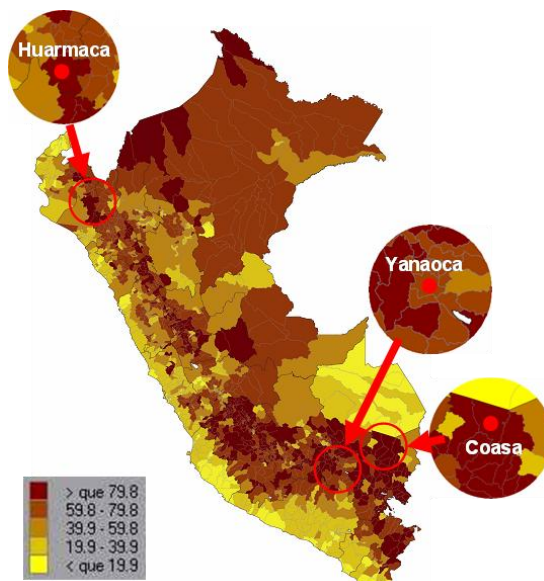 Huarmaca
Yanaoca
Coasa
> que 79.8
59.8 - 79.8
39.9 - 59.8
19.9 - 39.9
< que 19.9